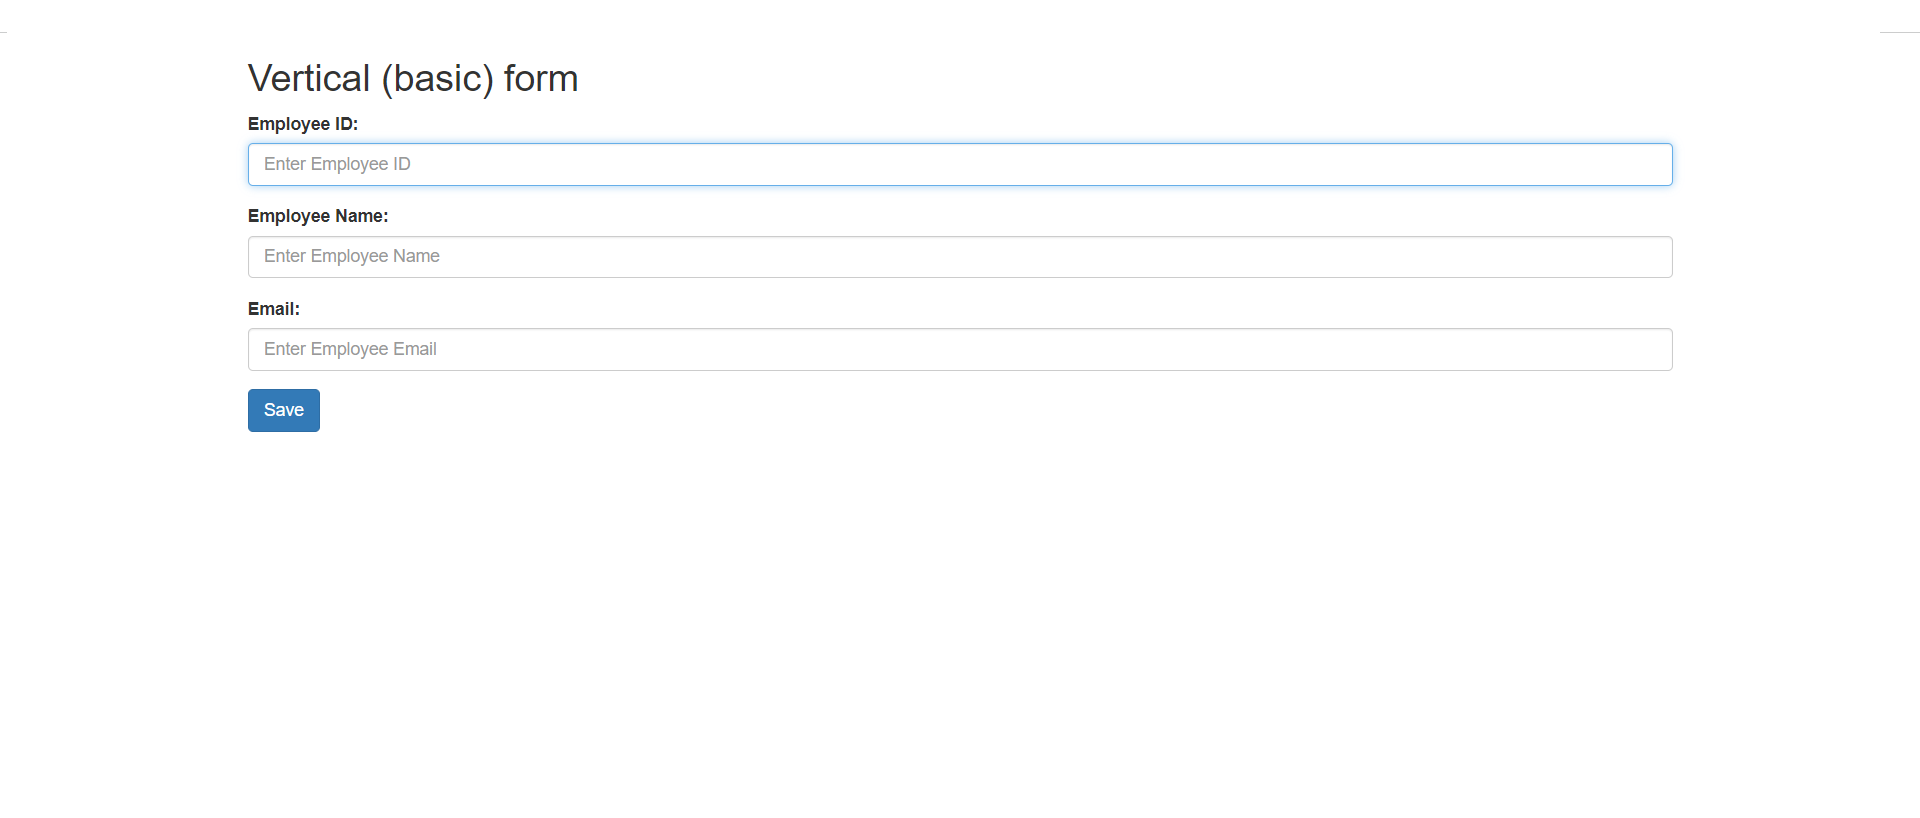 Vertical (basic) form
Employee ID:
Enter Employee ID
Employee Name:
Enter Employee Name
Email:
Enter Employee Email
Save